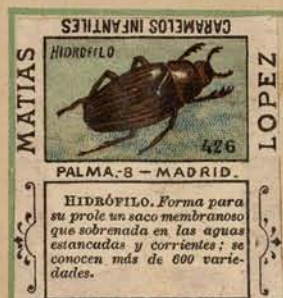 CARAMELOS INFANTILES
MATIAS
HIDRÓFILO
426
LOPEZ
PALMA,-8 — MADRID.
HIDRÓFILO. Forma para
su prole un saco membranoso
que sobrenada en las aguas
estancadas y corrientes; se
conocen más de 600 varie-
dades.